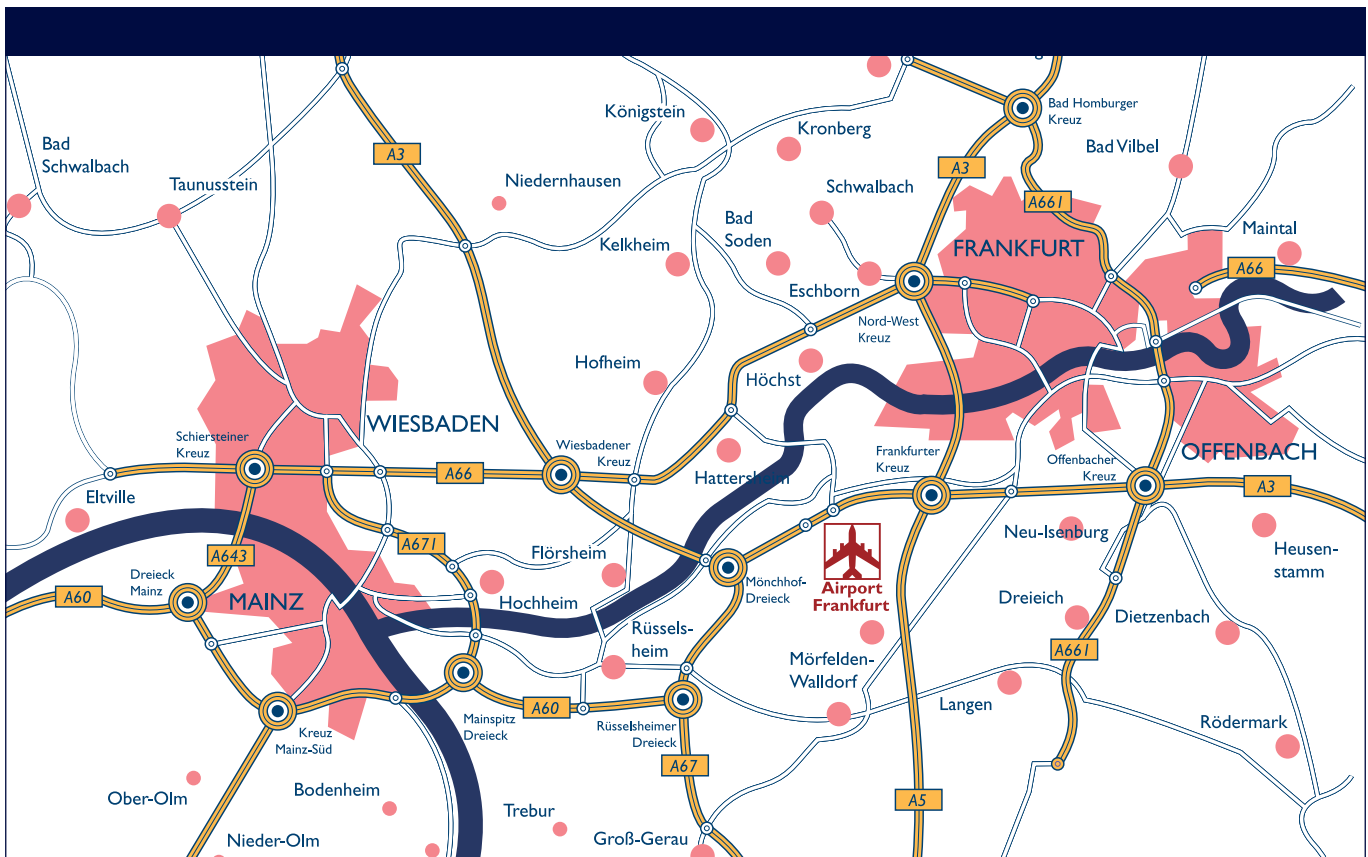 Königstein
Bad Homburger
Kreuz
Kronberg
Bad
Schwalbach
A3
Bad Vilbel
A3
Taunusstein
Niedernhausen
Schwalbach
A661
Bad
Soden
Kelkheim
FRANKFURT
Maintal
A66
Eschborn
Nord-West
Kreuz
Hofheim
Höchst
WIESBADEN
Schiersteiner
Kreuz
Wiesbadener
Kreuz
Frankfurter
Kreuz
Offenbacher
Kreuz
OFFENBACH
A66
Hattersheim
A3
Eltville
Neu-Isenburg
Heusen-
stamm
A643
A671
Flörsheim
Dreieck
Mainz
A60
MAINZ
Hochheim
Mönchhof-
Dreieck
Airport
Frankfurt
Dreieich
Dietzenbach
Rüssels-
heim
Mörfelden-
Walldorf
A661
Langen
A60
Mainspitz
Dreieck
Rüsselsheimer
Dreieck
Kreuz
Mainz-Süd
Rödermark
A67
Ober-Olm
Bodenheim
Trebur
A5
Nieder-Olm
Groß-Gerau